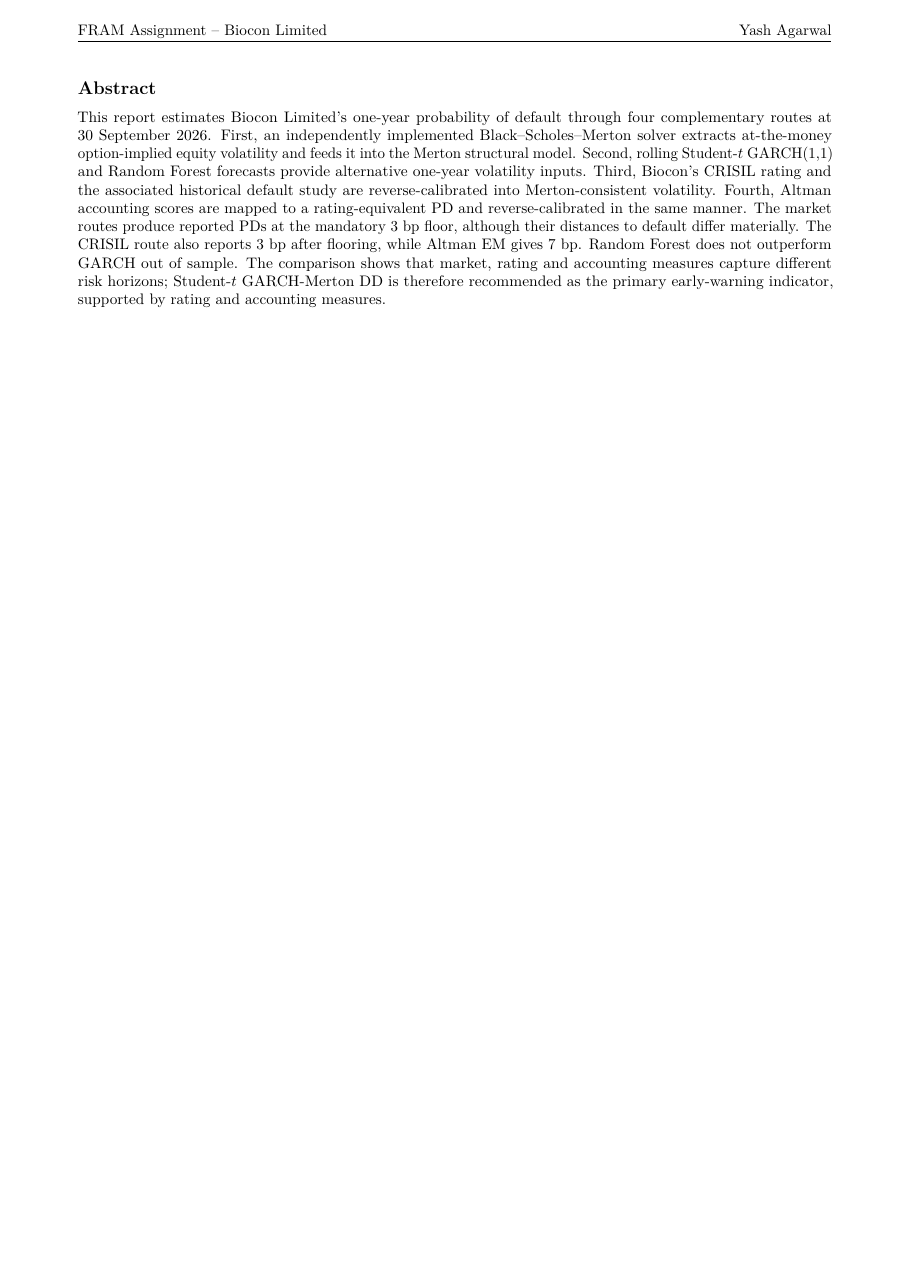 FRAM Assignment – Biocon Limited
Yash Agarwal
Abstract
This report estimates Biocon Limited’s one-year probability of default through four complementary routes at
30 September 2026. First, an independently implemented Black–Scholes–Merton solver extracts at-the-money
option-implied equity volatility and feeds it into the Merton structural model. Second, rolling Student-t GARCH(1,1)
and Random Forest forecasts provide alternative one-year volatility inputs. Third, Biocon’s CRISIL rating and
the associated historical default study are reverse-calibrated into Merton-consistent volatility. Fourth, Altman
accounting scores are mapped to a rating-equivalent PD and reverse-calibrated in the same manner. The market
routes produce reported PDs at the mandatory 3 bp floor, although their distances to default differ materially. The
CRISIL route also reports 3 bp after flooring, while Altman EM gives 7 bp. Random Forest does not outperform
GARCH out of sample. The comparison shows that market, rating and accounting measures capture different
risk horizons; Student-t GARCH-Merton DD is therefore recommended as the primary early-warning indicator,
supported by rating and accounting measures.